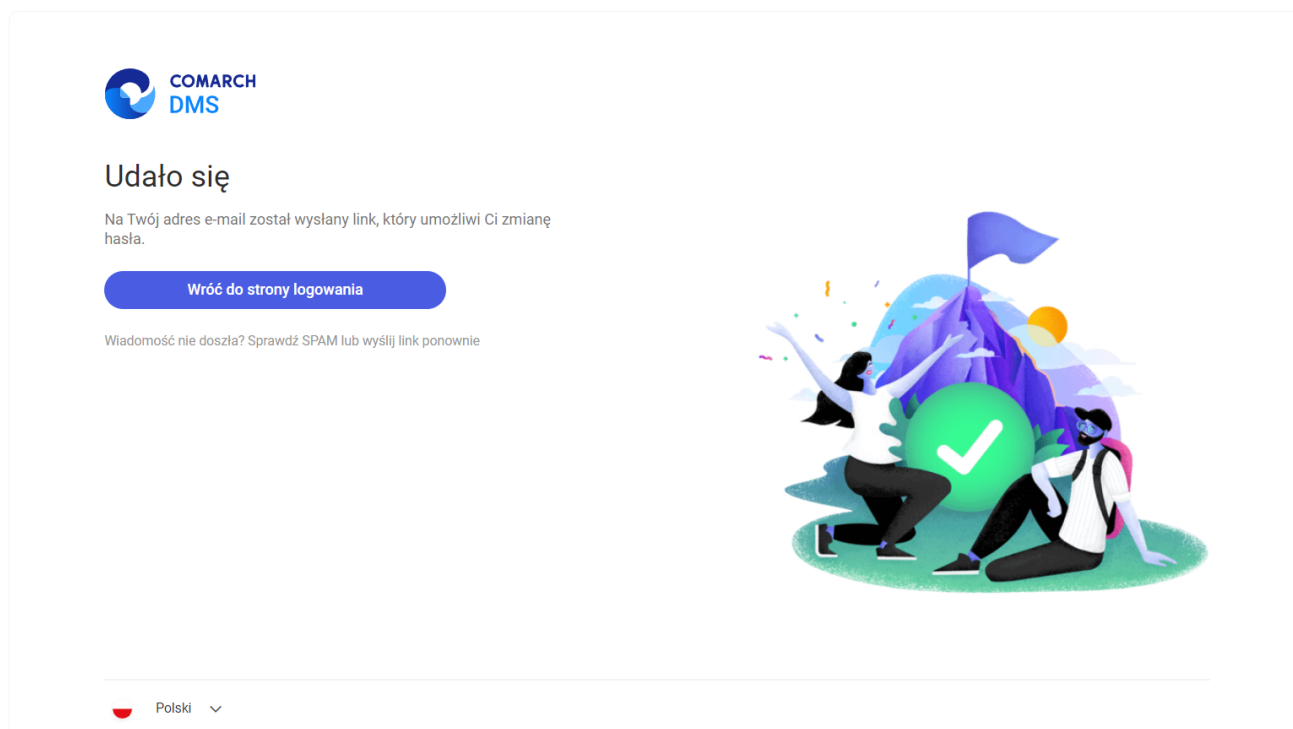 COMARCH
DMS
Udało się
Na Twój adres e-mail został wysłany link, który umożliwi Ci zmianę
hasła.
Wróć do strony logowania
Wiadomość nie doszła? Sprawdź SPAM lub wyślij link ponownie
Polski